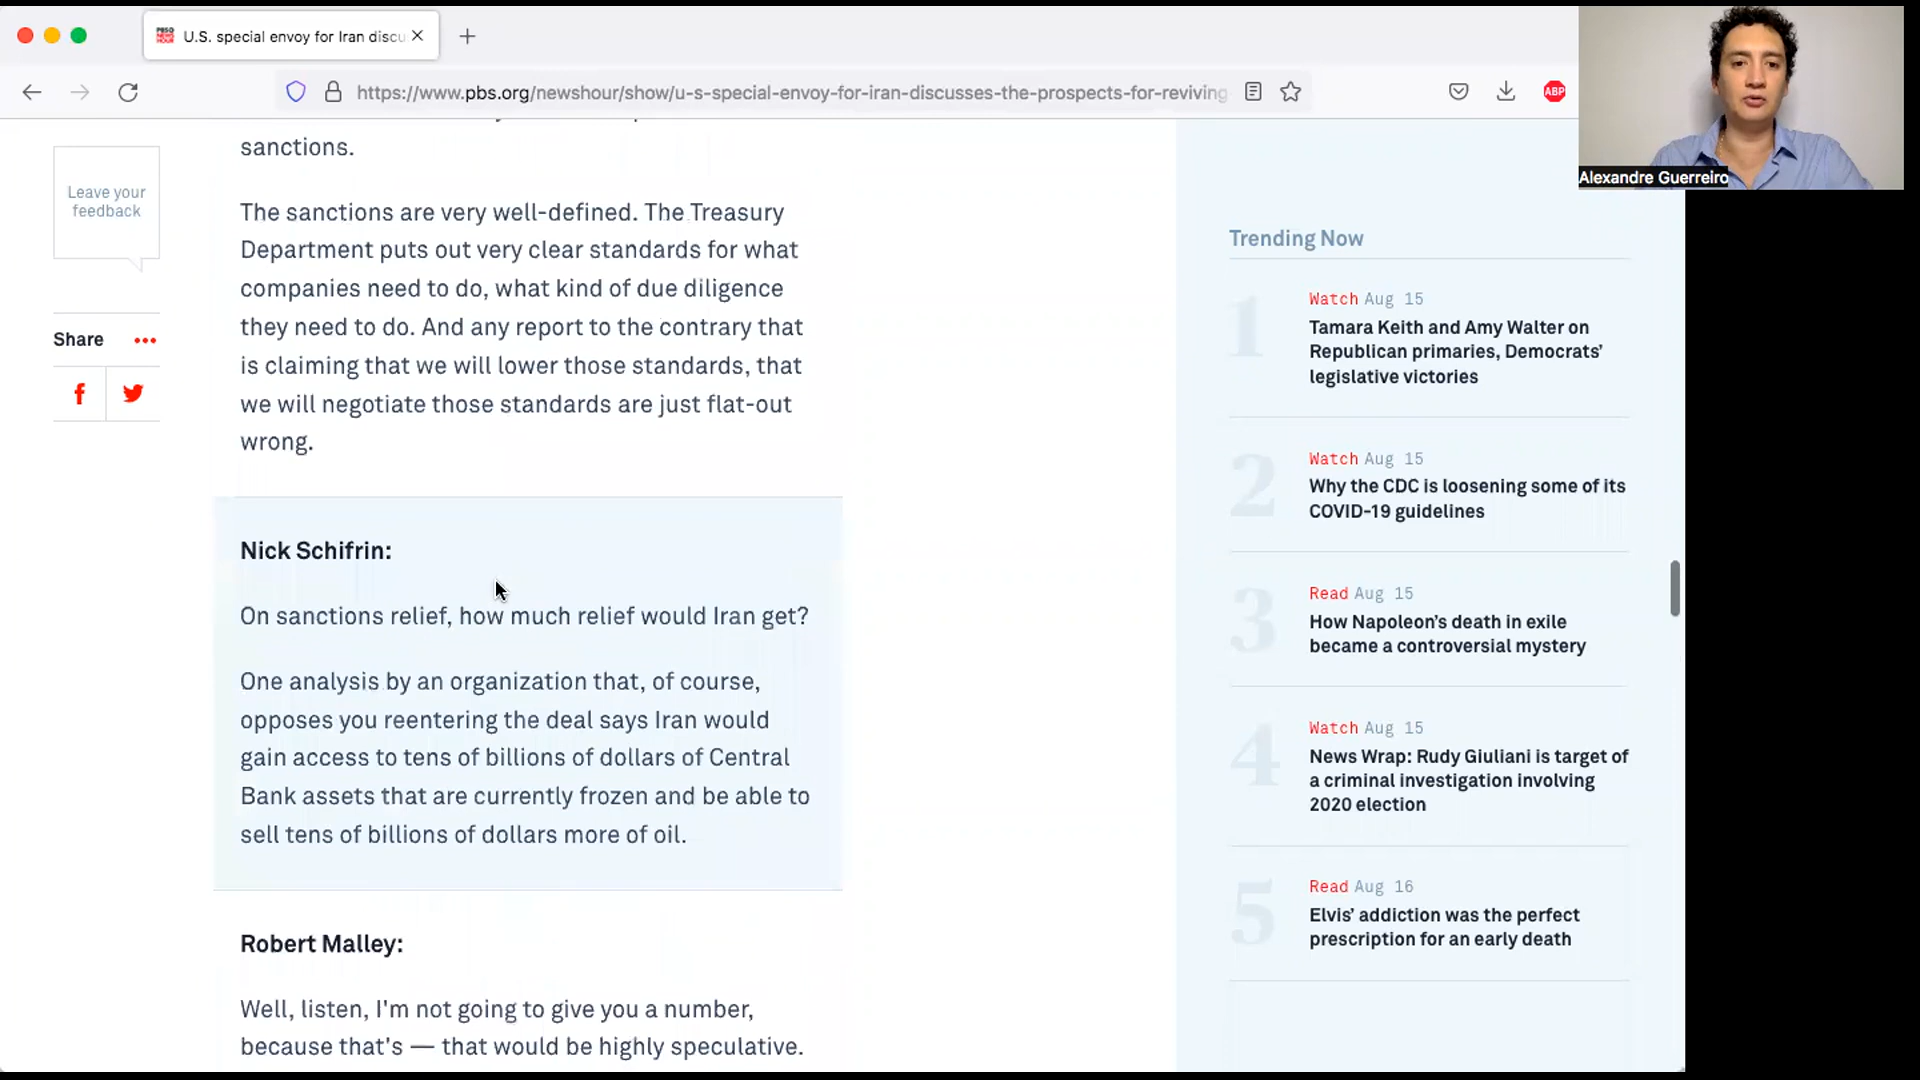 U.S. special envoy for Iran discu
https://www.pbs.org/newshour/show/u-s-special-envoy-for-iran-discusses-the-prospects-for-reviving
ABP
Alexandre Guerreiro
Leave your
feedback
Share
sanctions.
The sanctions are very well-defined. The Treasury
Department puts out very clear standards for what
companies need to do, what kind of due diligence
they need to do. And any report to the contrary that
is claiming that we will lower those standards, that
we will negotiate those standards are just flat-out
wrong.
Nick Schifrin:
On sanctions relief, how much relief would Iran get?
One analysis by an organization that, of course,
opposes you reentering the deal says Iran would
gain access to tens of billions of dollars of Central
Bank assets that are currently frozen and be able to
sell tens of billions of dollars more of oil.
Robert Malley:
Well, listen, I'm not going to give you a number,
because that's — that would be highly speculative.
Trending Now
1
Watch Aug 15
Tamara Keith and Amy Walter on
Republican primaries, Democrats’
legislative victories
2
Watch Aug 15
Why the CDC is loosening some of its
COVID-19 guidelines
3
Read Aug 15
How Napoleon’s death in exile
became a controversial mystery
4
Watch Aug 15
News Wrap: Rudy Giuliani is target of
a criminal investigation involving
2020 election
5
Read Aug 16
Elvis’ addiction was the perfect
prescription for an early death